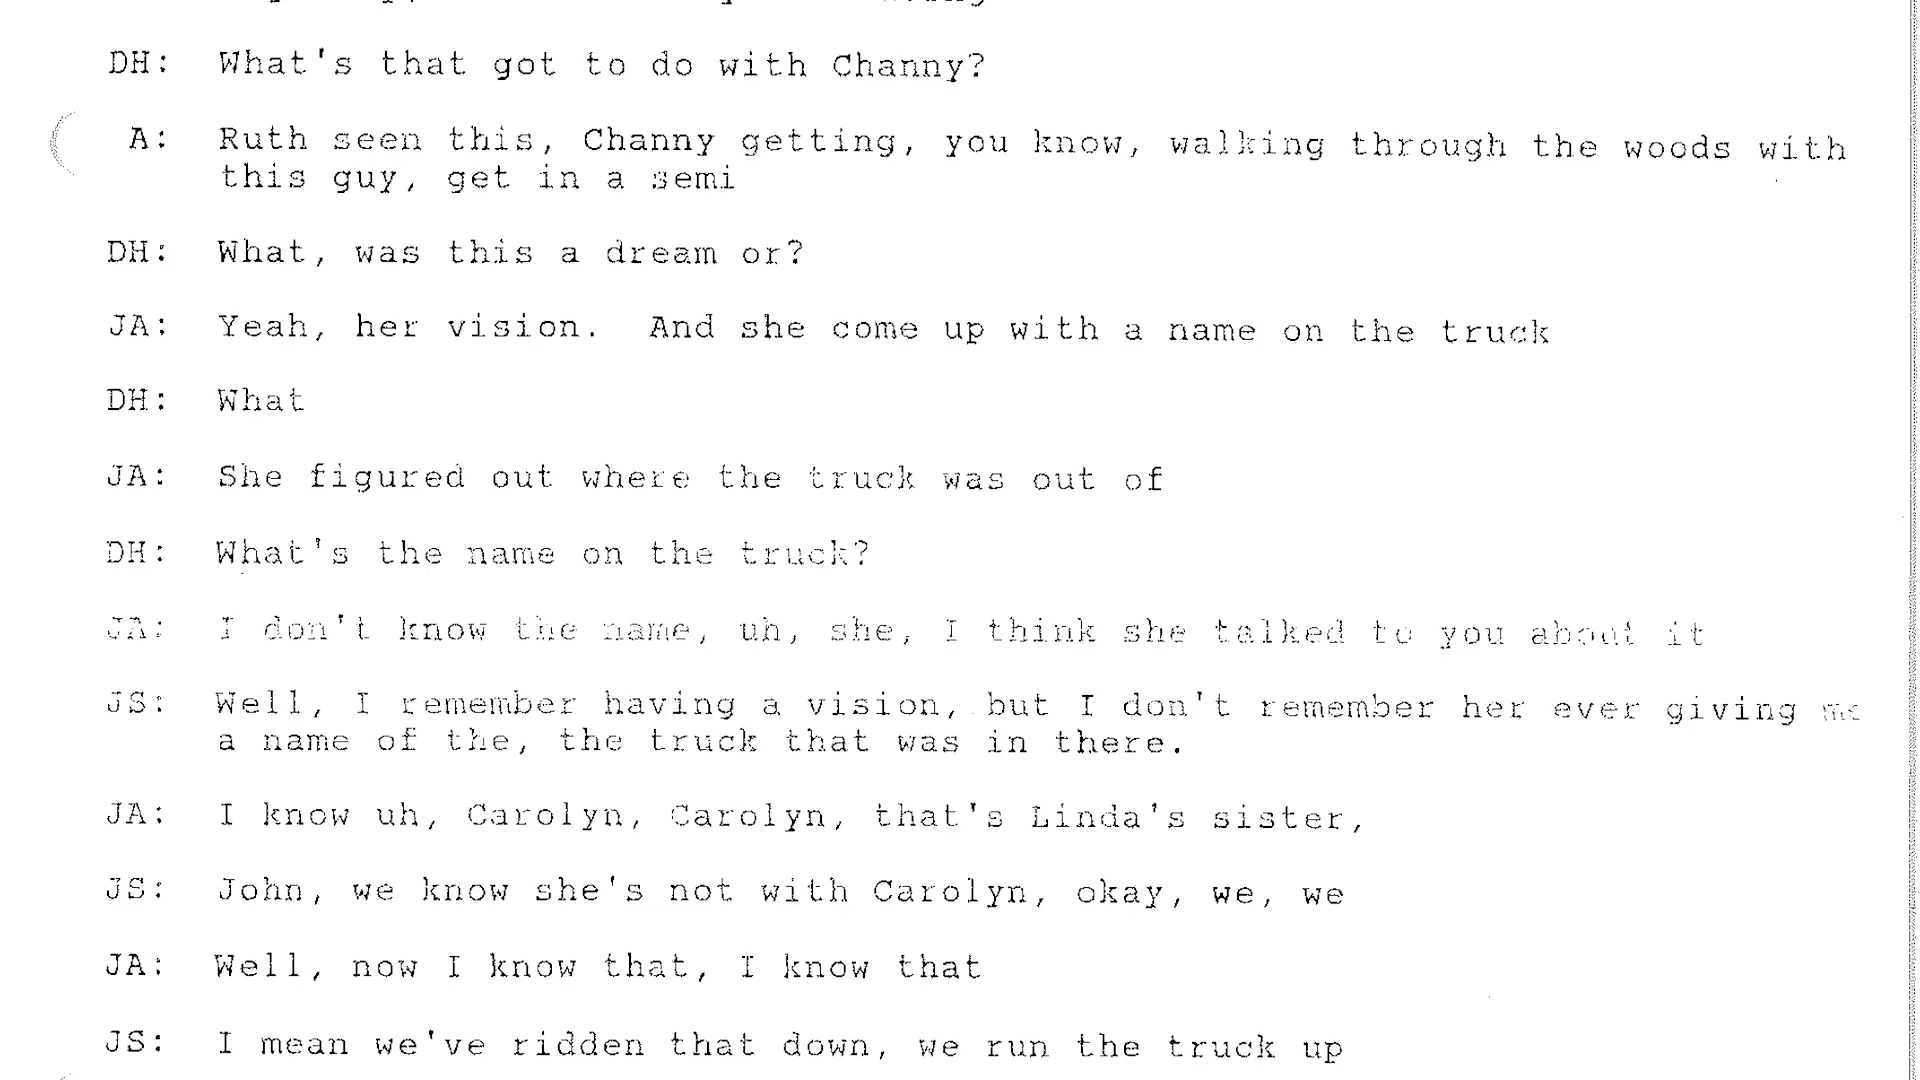 DH: What's that got to do with Channy?
A: Ruth seen this, Channy getting, you know, walking through the woods with
this guy, get in a semi
DH: What, was this a dream or?
JA: Yeah, her vision. And she come up with a name on the truck
DH: What
JA: She figured out where the truck was out of
DH: What's the name on the truck?
JA: I don't know the name, uh, she, I think she talked to you about it
JS: Well, I remember having a vision, but I don't remember her ever giving me
a name of the, the truck that was in there.
JA: I know uh, Carolyn, Carolyn, that's Linda's sister,
JS: John, we know she's not with Carolyn, okay, we, we
JA: Well, now I know that, I know that
JS: I mean we've ridden that down, we run the truck up